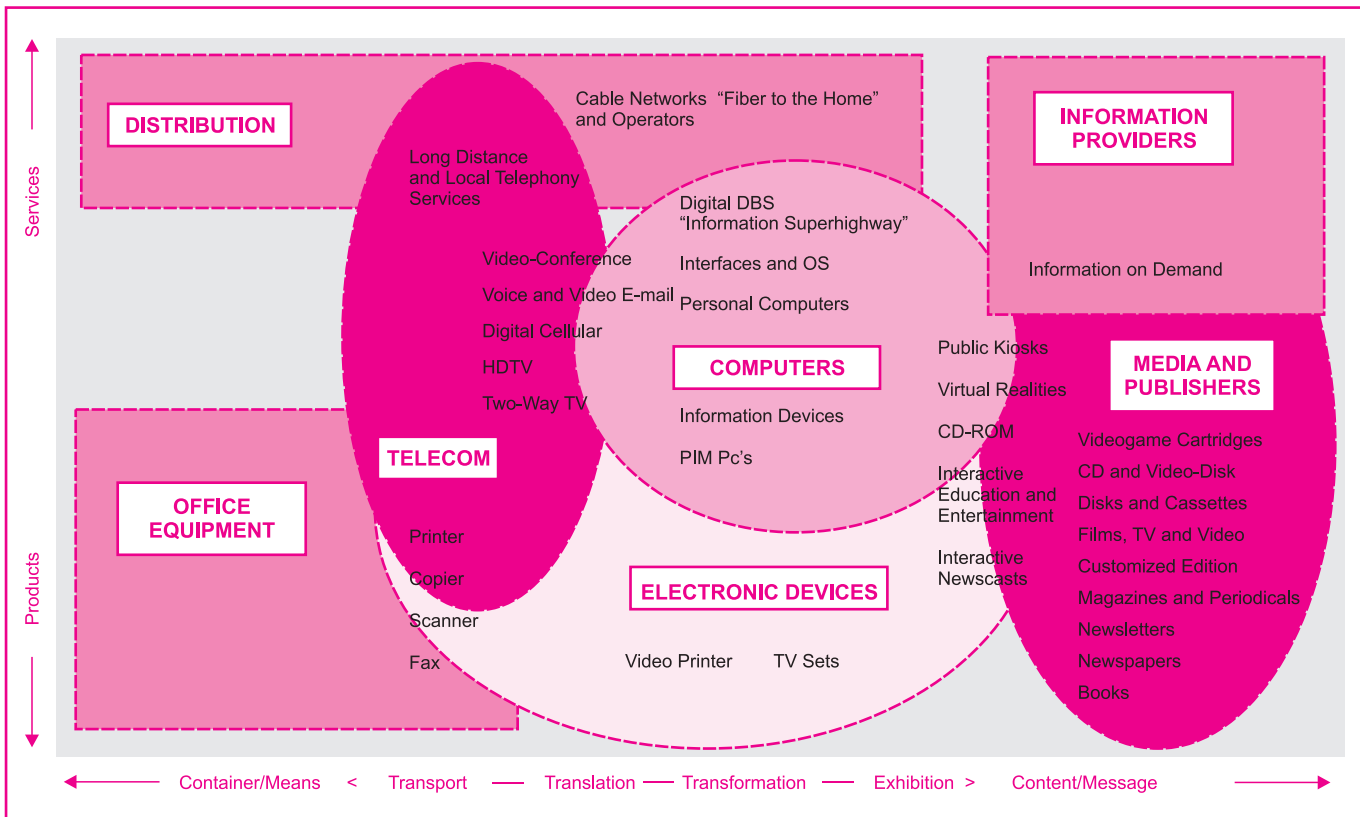 Services
Products
DISTRIBUTION
Cable Networks “Fiber to the Home”
and Operators
Long Distance
and Local Telephony
Services
INFORMATION
PROVIDERS
Information on Demand
Digital DBS
“Information Superhighway”
Interfaces and OS
Personal Computers
COMPUTERS
Information Devices
PIM Pc’s
Video-Conference
Voice and Video E-mail
Digital Cellular
HDTV
Two-Way TV
TELECOM
OFFICE
EQUIPMENT
Printer
Copier
Scanner
Fax
ELECTRONIC DEVICES
Video Printer
TV Sets
Public Kiosks
Virtual Realities
CD-ROM
Interactive
Education and
Entertainment
Interactive
Newscasts
MEDIA AND
PUBLISHERS
Videogame Cartridges
CD and Video-Disk
Disks and Cassettes
Films, TV and Video
Customized Edition
Magazines and Periodicals
Newsletters
Newspapers
Books
Container/Means < Transport — Translation — Transformation — Exhibition > Content/Message